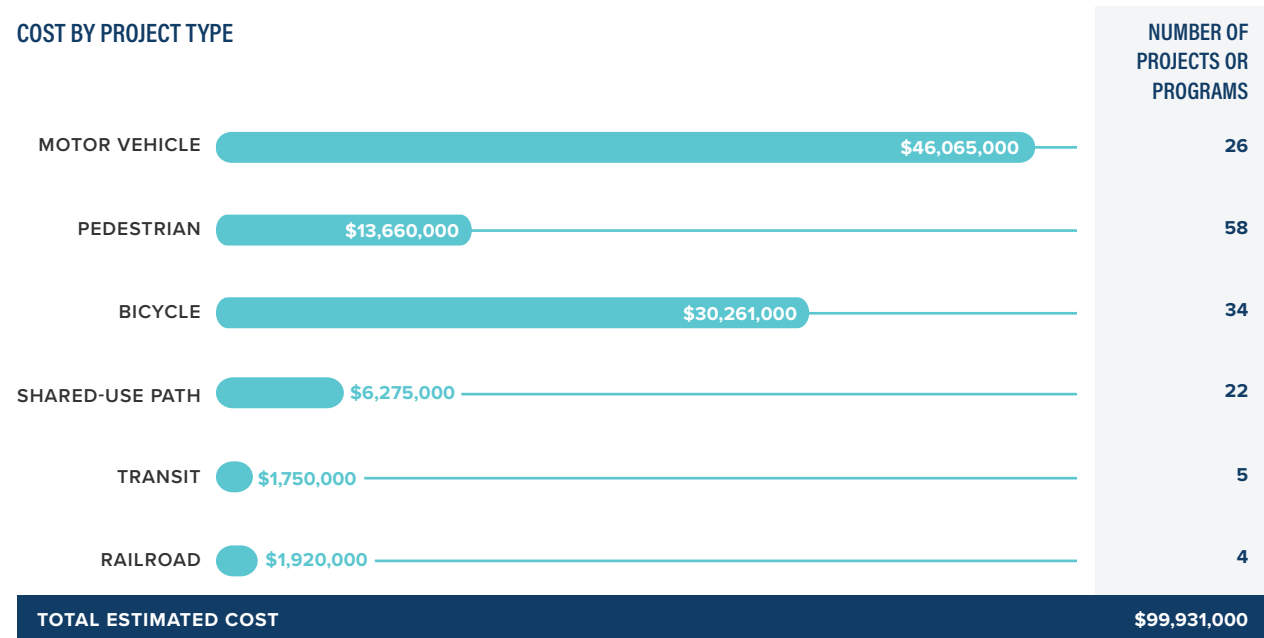 COST BY PROJECT TYPE
NUMBER OF
PROJECTS OR
PROGRAMS
MOTOR VEHICLE $46,065,000 26
PEDESTRIAN $13,660,000 58
BICYCLE $30,261,000 34
SHARED-USE PATH $6,275,000 22
TRANSIT $1,750,000 5
RAILROAD $1,920,000 4
TOTAL ESTIMATED COST $99,931,000